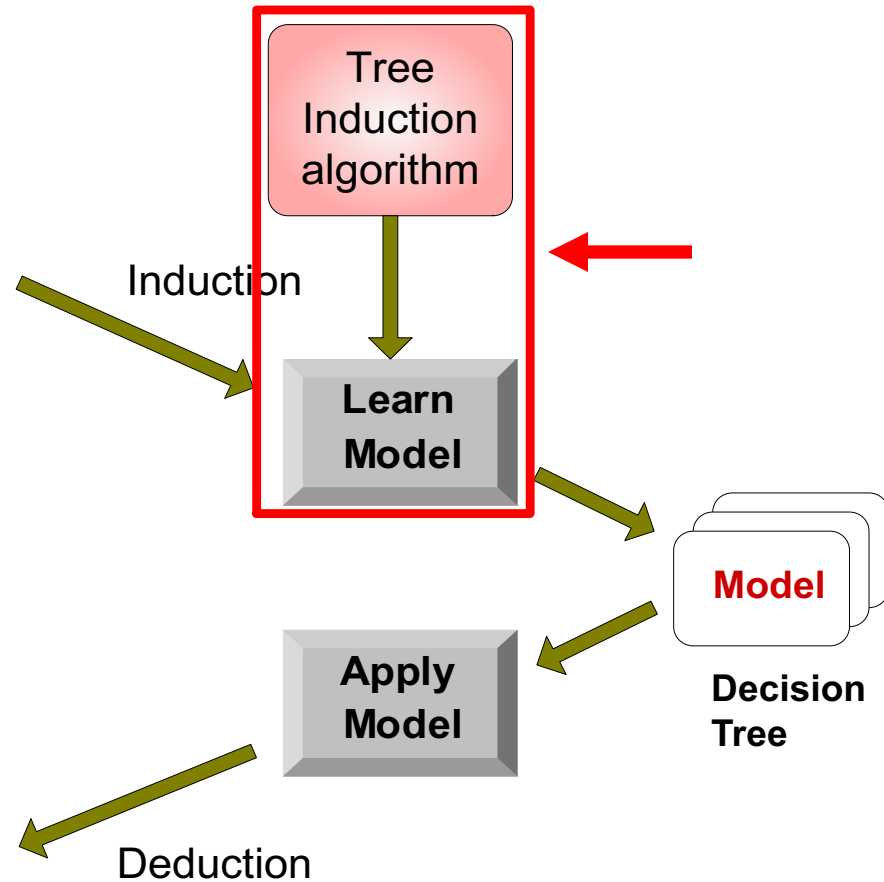 Tree
Induction
algorithm
Induction
Learn
Model
Model
Decision
Tree
Apply
Model
Deduction